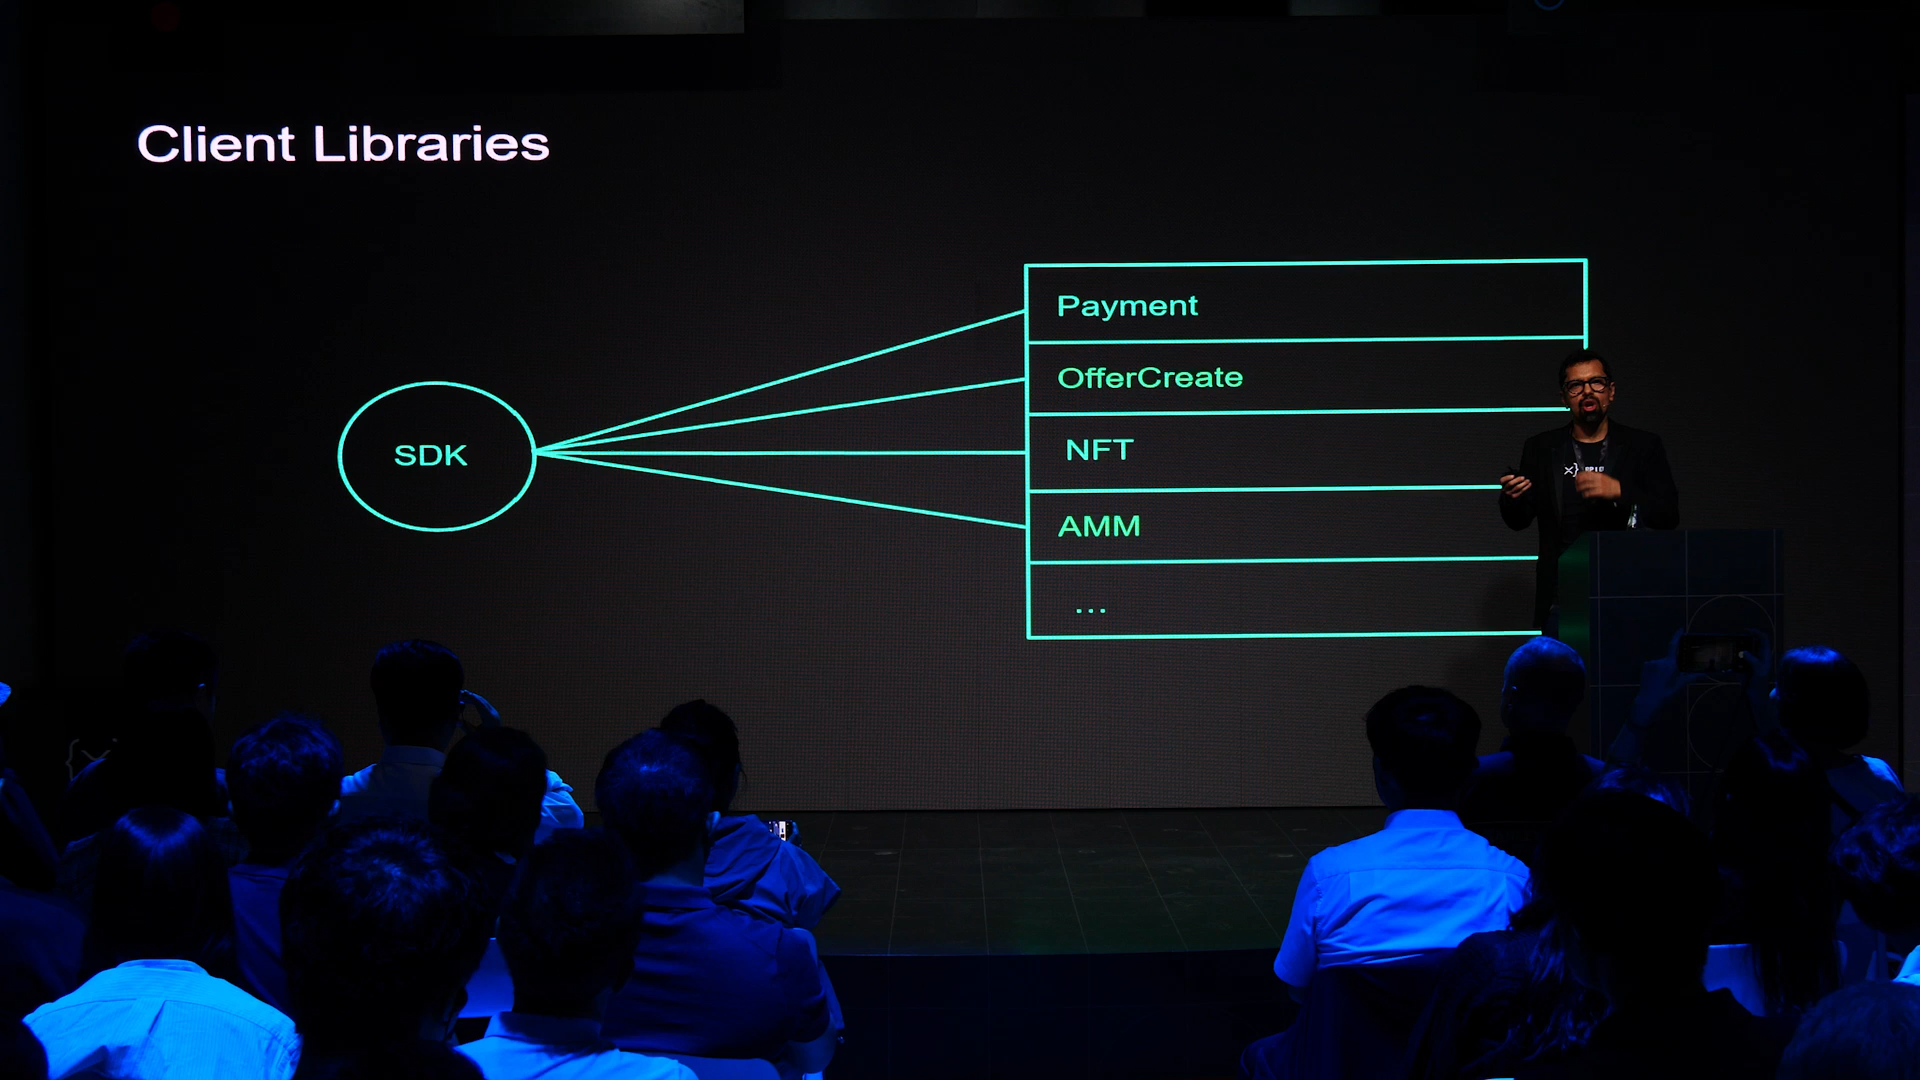 Client Libraries
SDK
Payment
OfferCreate
NFT
AMM
...